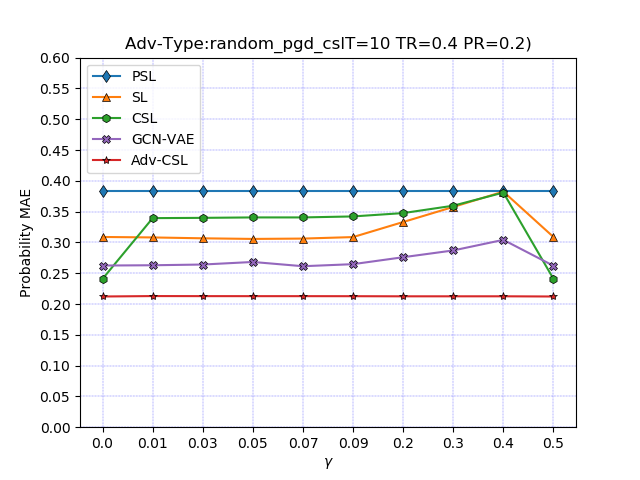 Adv-Type:random_pgd_cslT=10 TR=0.4 PR=0.2)
PSL
SL
CSL
GCN-VAE
Adv-CSL
Probability MAE
0.60
0.55
0.50
0.45
0.40
0.35
0.30
0.25
0.20
0.15
0.10
0.05
0.00
0.0 0.01 0.03 0.05 0.07 0.09 0.2 0.3 0.4 0.5
γ